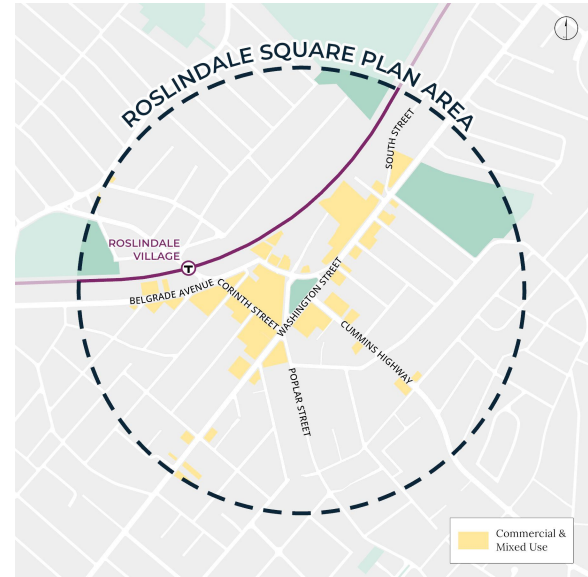 ROSLINDALE SQUARE PLAN AREA
SOUTH STREET
ROSLINDALE
VILLAGE
T
BELGRADE AVENUE
CORINTH STREET
WASHINGTON STREET
CUMMINS HIGHWAY
POPLAR STREET
Commercial &
Mixed Use